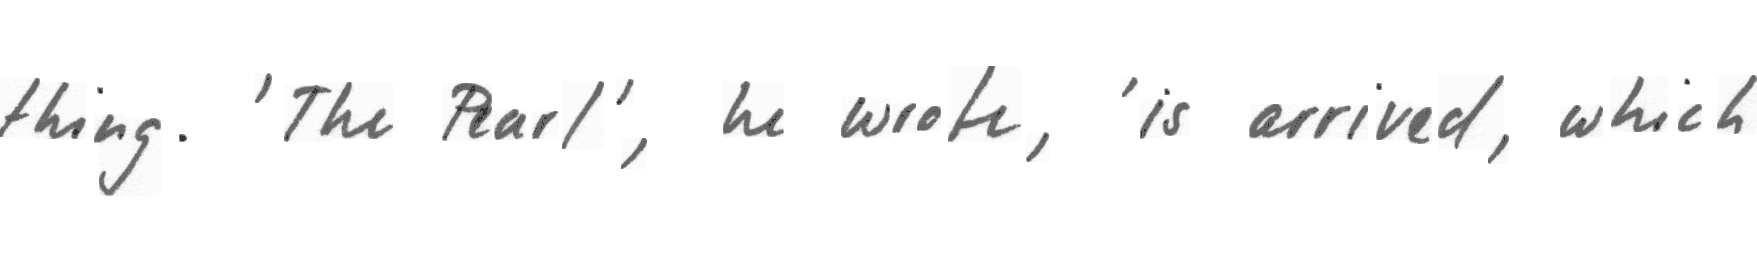 thing. 'The Pearl', he wrote, 'is arrived, which